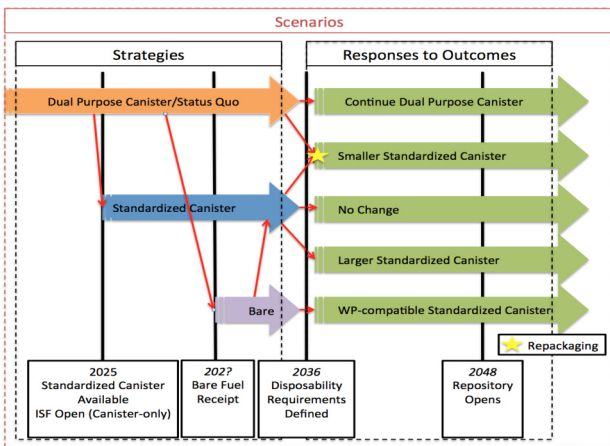 Scenarios
Strategies
Responses to Outcomes
Dual Purpose Canister/Status Quo
Continue Dual Purpose Canister
Smaller Standardized Canister
Standardized Canister
No Change
Larger Standardized Canister
Bare
WP-compatible Standardized Canister
Repackaging
2025
Standardized Canister
Available
ISF Open (Canister-only)
202?
Bare Fuel
Receipt
2036
Disposability
Requirements
Defined
2048
Repository
Opens